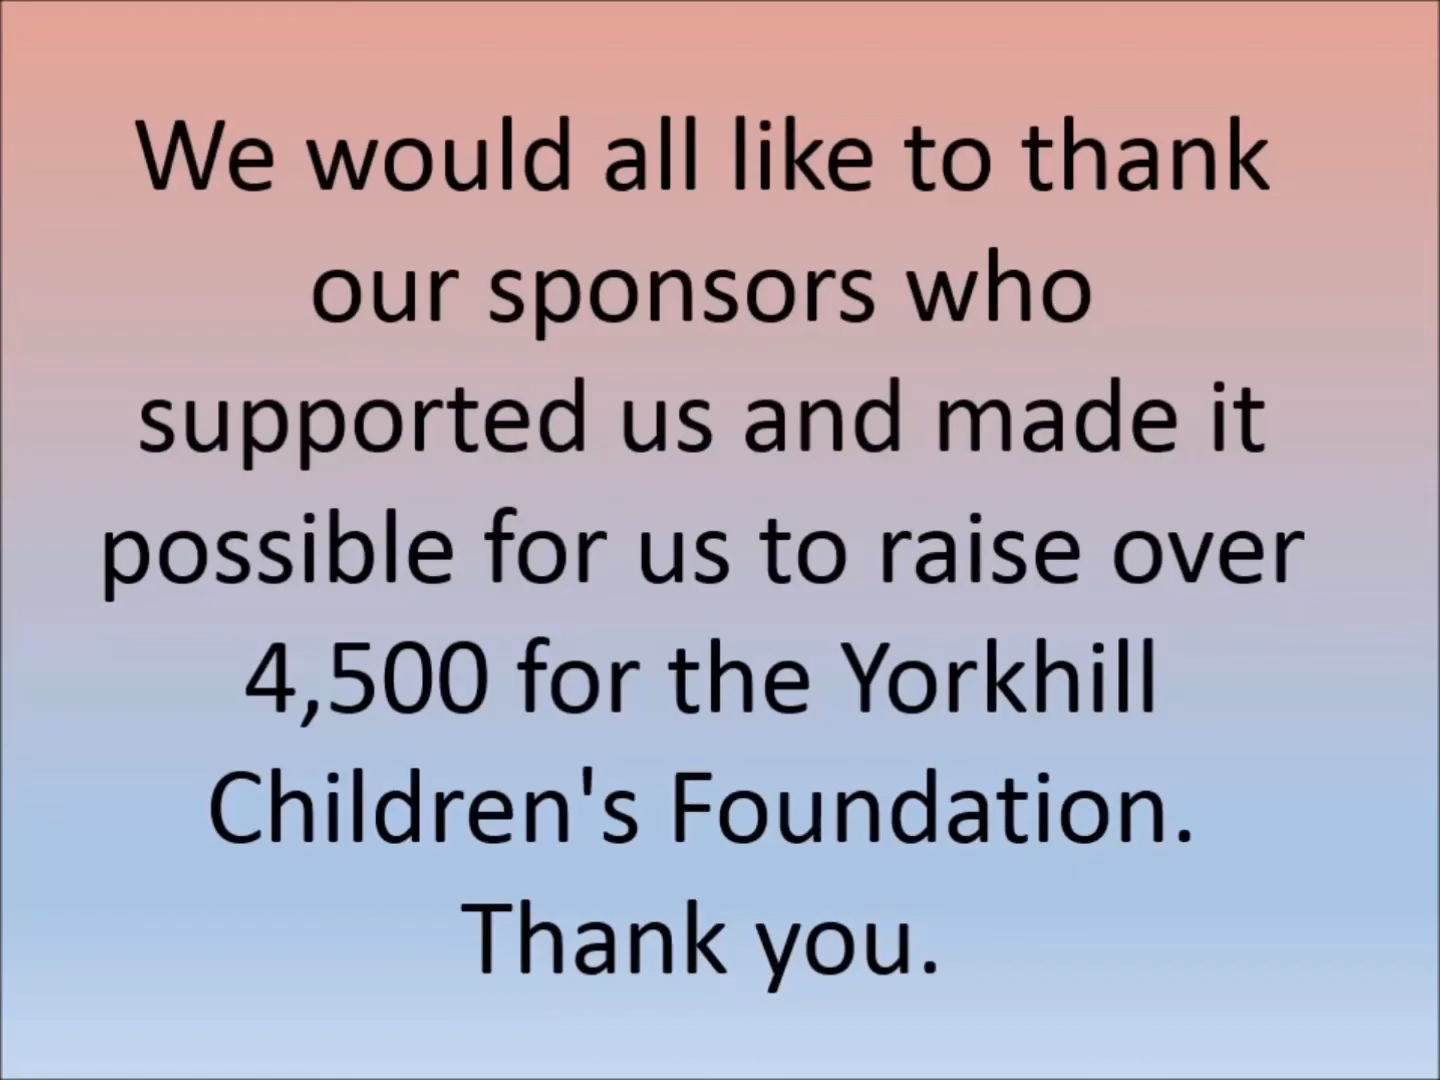 We would all like to thank
our sponsors who
supported us and made it
possible for us to raise over
4,500 for the Yorkhill
Children's Foundation.
Thank you.